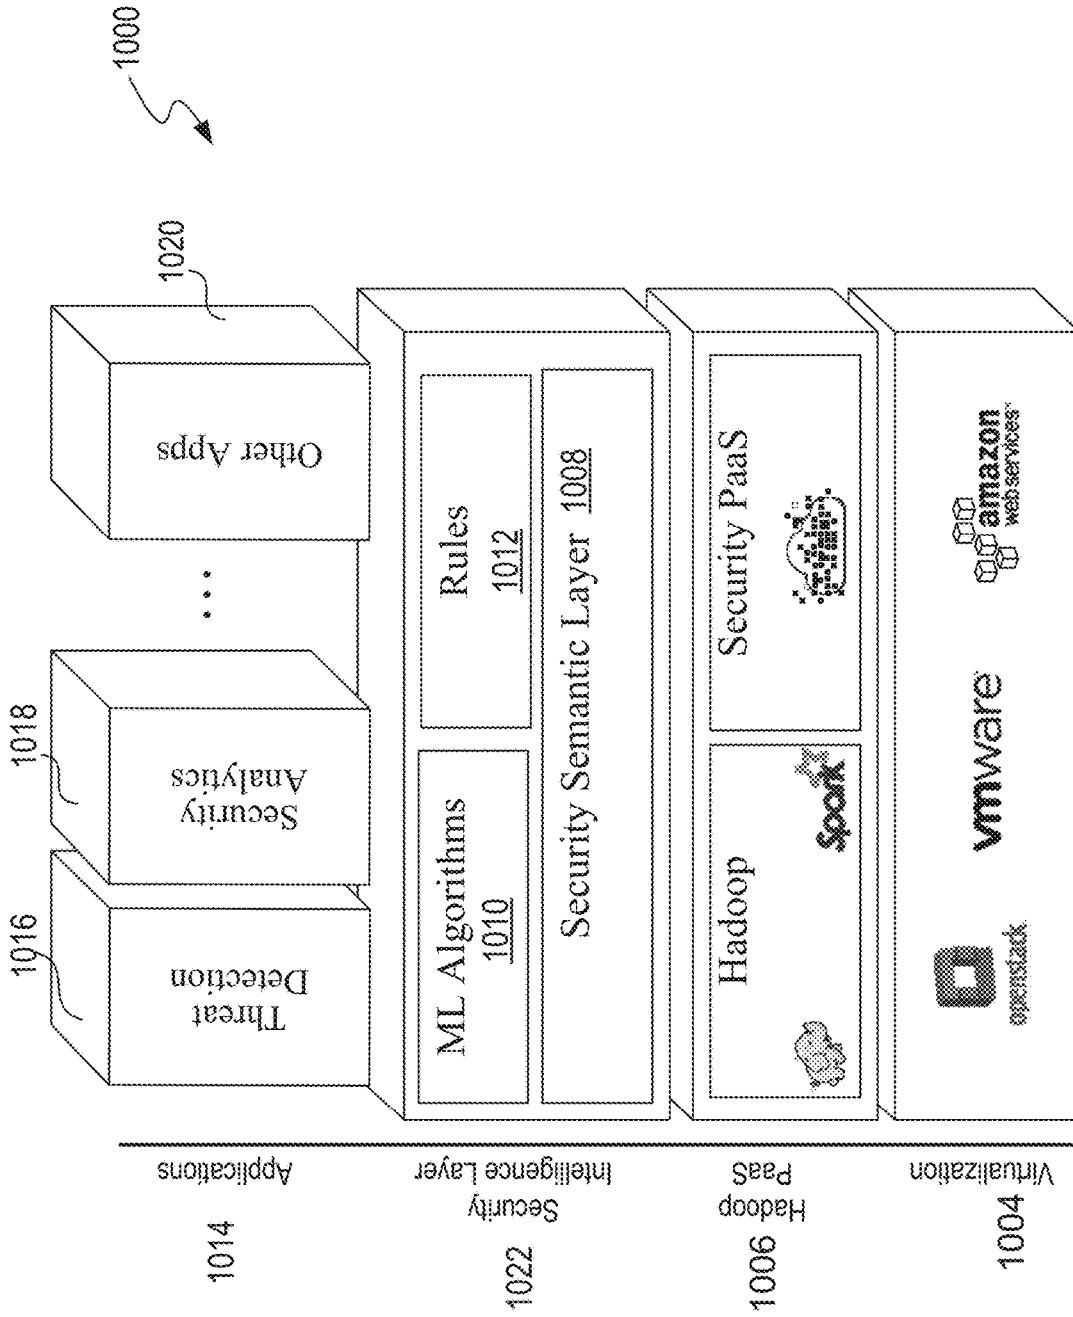 1000
1014
Applications
1016
Threat
Detection
1018
Security
Analytics
...
1020
Other Apps
1022
Security
Intelligence Layer
ML Algorithms
1010
Rules
1012
Security Semantic Layer 1008
1006
Hadoop
PaaS
Hadoop
Spark
Security PaaS
1004
Virtualization
openstack
vmware
amazon
web services™